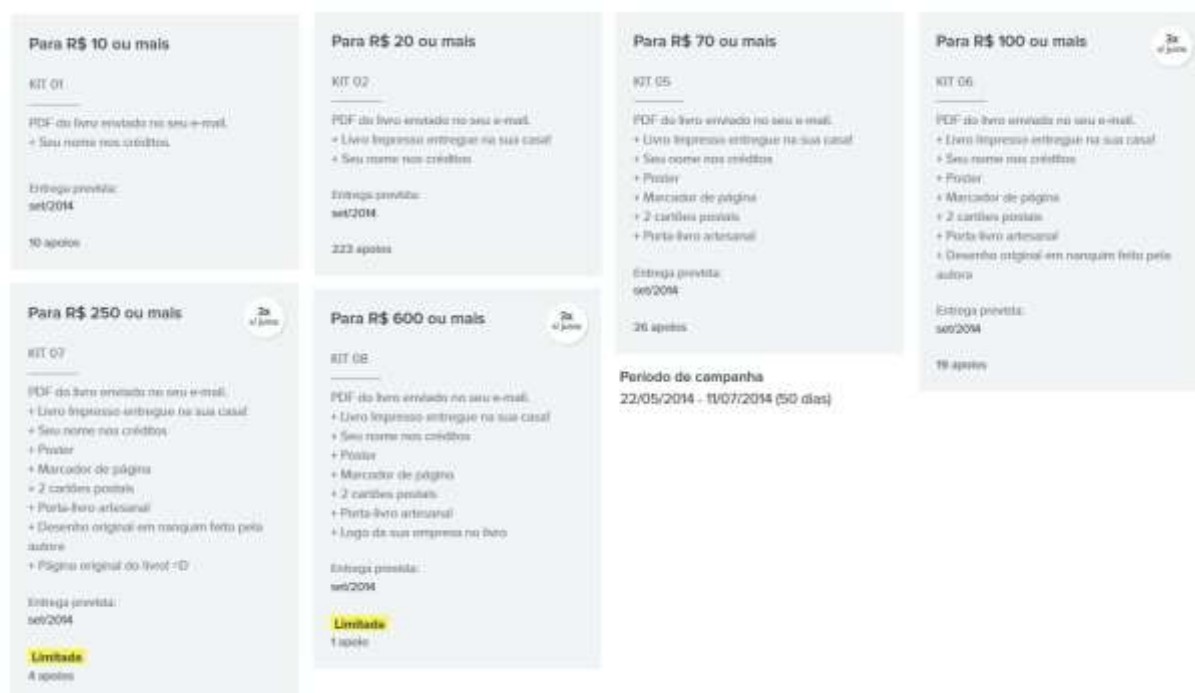 Para R$ 10 ou mais
KIT 01
PDF do livro enviado no seu e-mail.
+ Seu nome nos créditos.
Entrega prevista:
set/2014
10 apoios
Para R$ 20 ou mais
KIT 02
PDF do livro enviado no seu e-mail.
+ Livro Impresso entregue na sua casa!
+ Seu nome nos créditos
Entrega prevista:
set/2014
223 apoios
Para R$ 70 ou mais
KIT 05
PDF do livro enviado no seu e-mail.
+ Livro Impresso entregue na sua casa!
+ Seu nome nos créditos
+ Poster
+ Marcador de página
+ 2 cartões postais
+ Porta-livro artesanal
Entrega prevista:
set/2014
26 apoios
Para R$ 100 ou mais
3x
s/ juros
KIT 06
PDF do livro enviado no seu e-mail.
+ Livro Impresso entregue na sua casa!
+ Seu nome nos créditos
+ Poster
+ Marcador de página
+ 2 cartões postais
+ Porta-livro artesanal
+ Desenho original em nanquim feito pela
autora
Entrega prevista:
set/2014
19 apoios
Para R$ 250 ou mais
3x
s/ juros
KIT 07
PDF do livro enviado no seu e-mail.
+ Livro Impresso entregue na sua casa!
+ Seu nome nos créditos
+ Poster
+ Marcador de página
+ 2 cartões postais
+ Porta-livro artesanal
+ Desenho original em nanquim feito pela
autora
+ Página original do livro! =D
Entrega prevista:
set/2014
Limitada
4 apoios
Para R$ 600 ou mais
3x
s/ juros
KIT 08
PDF do livro enviado no seu e-mail.
+ Livro Impresso entregue na sua casa!
+ Seu nome nos créditos
+ Poster
+ Marcador de página
+ 2 cartões postais
+ Porta-livro artesanal
+ Logo da sua empresa no livro
Entrega prevista:
set/2014
Limitada
1 apoio
Período de campanha
22/05/2014 - 11/07/2014 (50 dias)